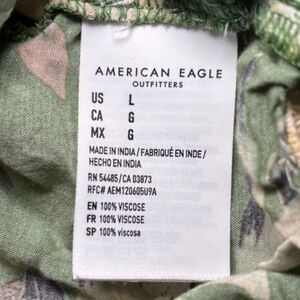 AMERICAN EAGLE
OUTFITTERS
US L
CA G
MX G
MADE IN INDIA / FABRIQUÉ EN INDE /
HECHO EN INDIA
RN 54485/CA 03873
RFC# AEM120605U9A
EN 100% VISCOSE
FR 100% VISCOSE
SP 100% viscosa